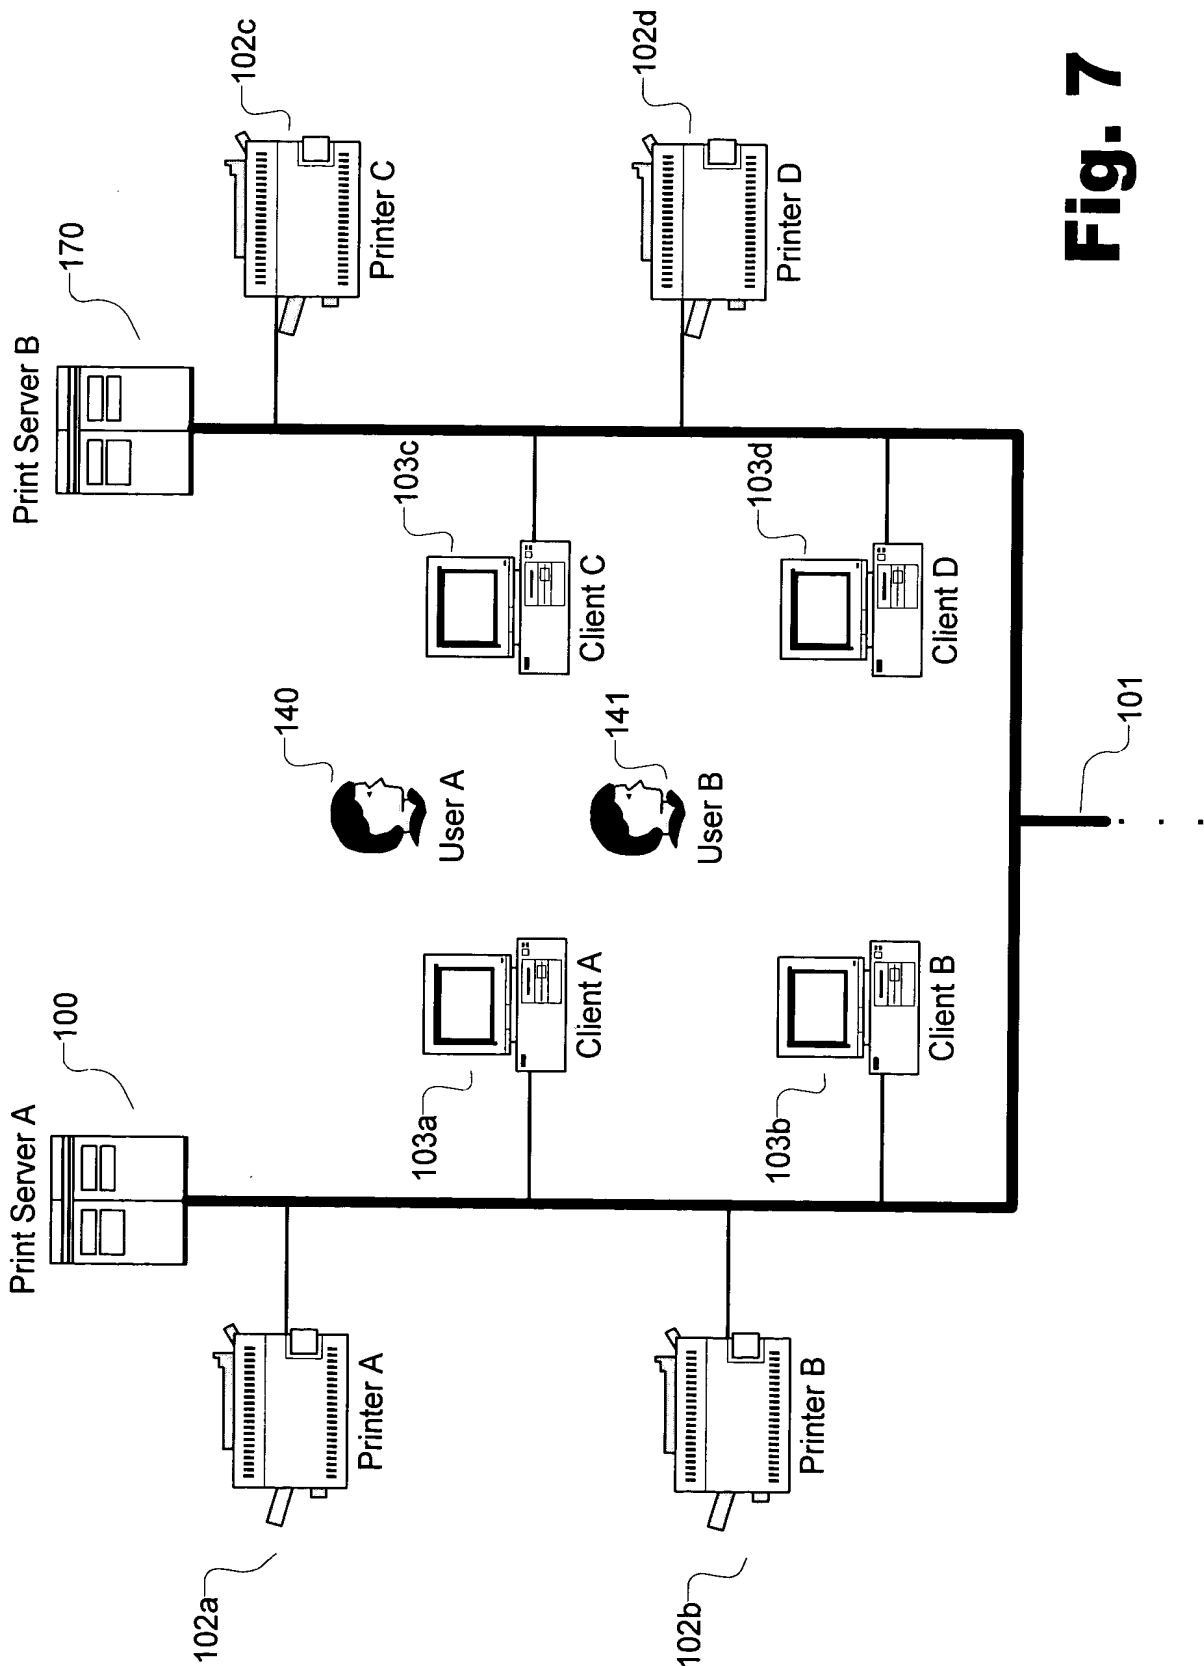 Print Server A
100
Print Server B
170
102a
Printer A
102c
Printer C
140
User A
103a
Client A
103c
Client C
102b
Printer B
141
User B
102d
Printer D
103b
Client B
103d
Client D
101
Fig. 7